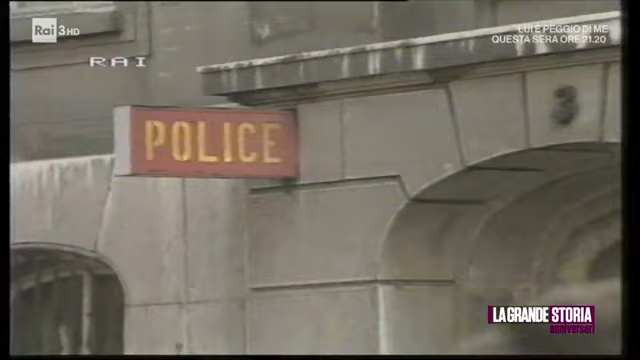 Rai 3HD
LUI È PEGGIO DI ME
QUESTA SERA ORE 21.20
RAI
POLICE
3
LA GRANDE STORIA
anniversari